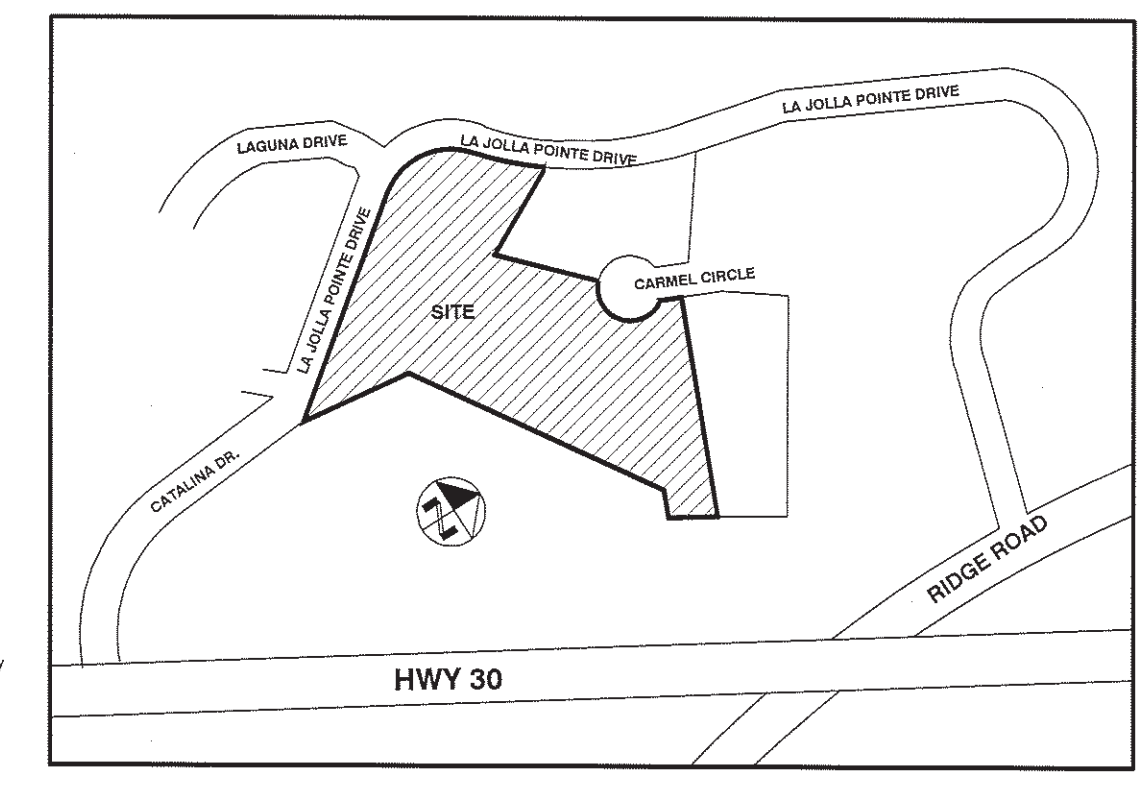 LAGUNA DRIVE
LA JOLLA POINTE DRIVE
LA JOLLA POINTE DRIVE
LA JOLLA POINTE DRIVE
CARMEL CIRCLE
SITE
CATALINA DR.
N
RIDGE ROAD
HWY 30